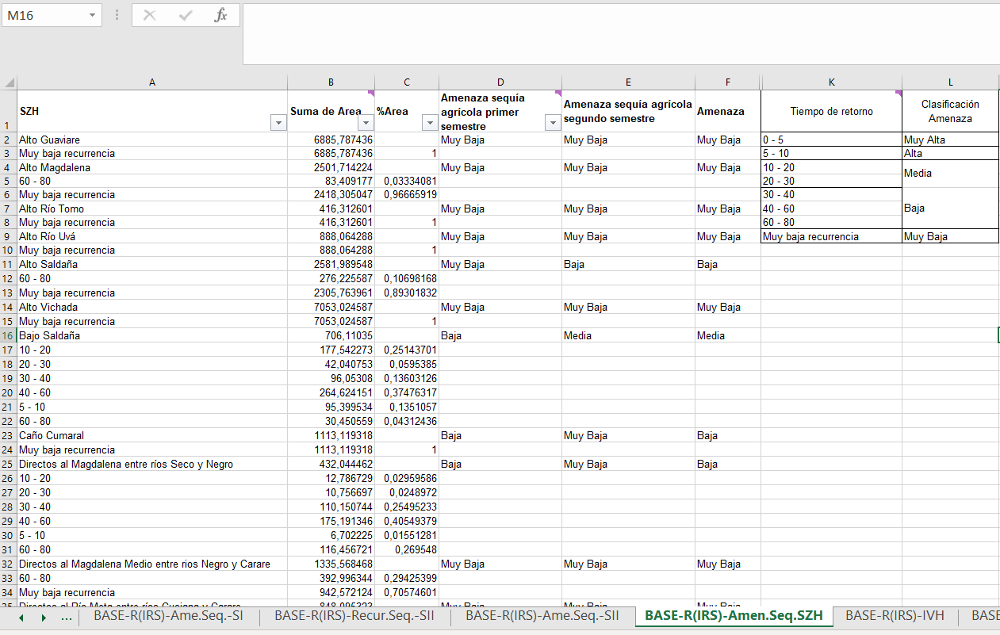 M16
fx
A B C D E F K L
1 SZH Suma de Area %Area Amenaza sequía agrícola primer semestre Amenaza sequía agrícola segundo semestre Amenaza Tiempo de retorno Clasificación Amenaza
2 Alto Guaviare 6885,787436 Muy Baja Muy Baja Muy Baja 0 - 5 Muy Alta
3 Muy baja recurrencia 6885,787436 1 5 - 10 Alta
4 Alto Magdalena 2501,714224 Muy Baja Muy Baja Muy Baja 10 - 20 Media
5 60 - 80 83,409177 0,03334081 20 - 30
6 Muy baja recurrencia 2418,305047 0,96665919 30 - 40
7 Alto Río Tomo 416,312601 Muy Baja Muy Baja Muy Baja 40 - 60 Baja
8 Muy baja recurrencia 416,312601 1 60 - 80
9 Alto Río Uvá 888,064288 Muy Baja Muy Baja Muy Baja Muy baja recurrencia Muy Baja
10 Muy baja recurrencia 888,064288 1
11 Alto Saldaña 2581,989548 Muy Baja Baja Baja
12 60 - 80 276,225587 0,10698168
13 Muy baja recurrencia 2305,763961 0,89301832
14 Alto Vichada 7053,024587 Muy Baja Muy Baja Muy Baja
15 Muy baja recurrencia 7053,024587 1
16 Bajo Saldaña 706,11035 Baja Media Media
17 10 - 20 177,542273 0,25143701
18 20 - 30 42,040753 0,0595385
19 30 - 40 96,05308 0,13603126
20 40 - 60 264,624151 0,37476317
21 5 - 10 95,399534 0,1351057
22 60 - 80 30,450559 0,04312436
23 Caño Cumaral 1113,119318 Baja Muy Baja Baja
24 Muy baja recurrencia 1113,119318 1
25 Directos al Magdalena entre ríos Seco y Negro 432,044462 Baja Muy Baja Baja
26 10 - 20 12,786729 0,02959586
27 20 - 30 10,756697 0,0248972
28 30 - 40 110,150744 0,25495233
29 40 - 60 175,191346 0,40549379
30 5 - 10 6,702225 0,01551281
31 60 - 80 116,456721 0,269548
32 Directos al Magdalena Medio entre rios Negro y Carare 1335,568468 Muy Baja Muy Baja Muy Baja
33 60 - 80 392,996344 0,29425399
34 Muy baja recurrencia 942,572124 0,70574601
... BASE-R(IRS)-Ame.Seq.-SI BASE-R(IRS)-Recur.Seq.-SII BASE-R(IRS)-Ame.Seq.-SII BASE-R(IRS)-Amen.Seq.SZH BASE-R(IRS)-IVH BASE